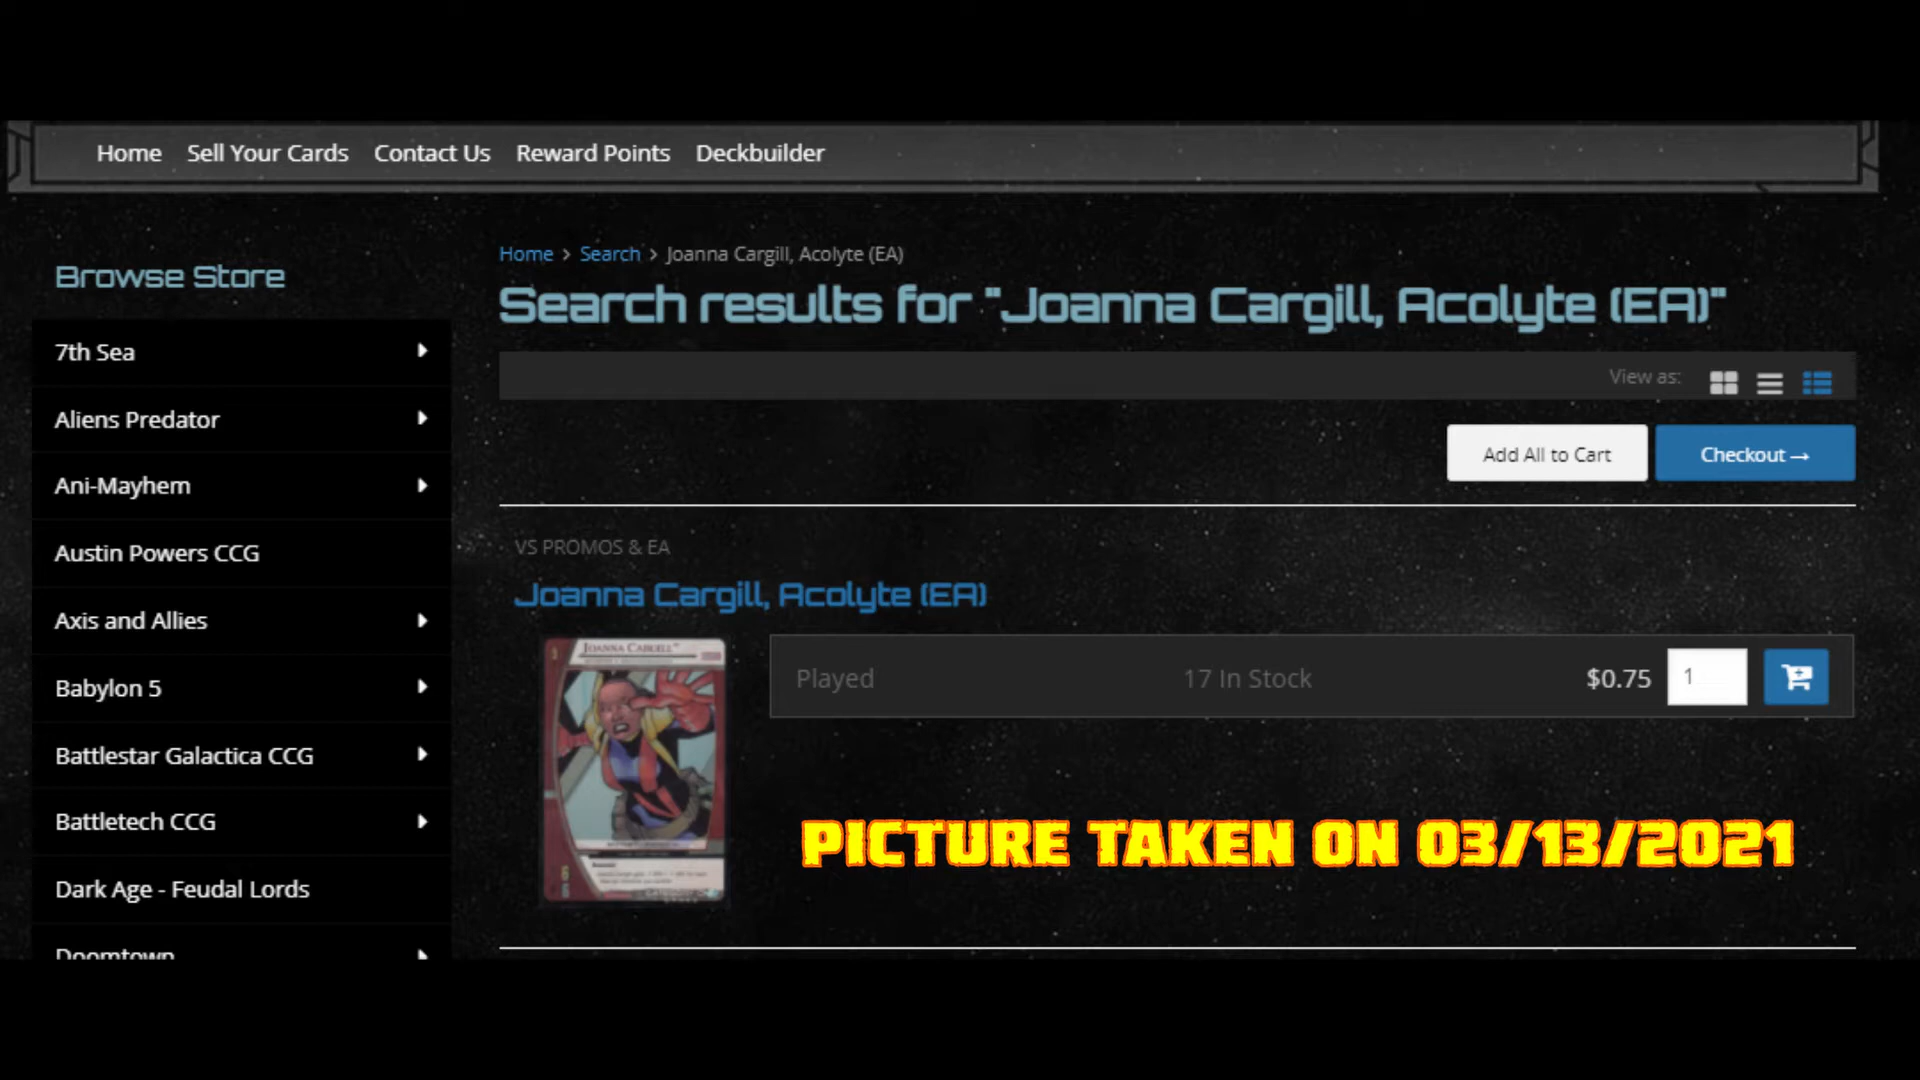 Home Sell Your Cards Contact Us Reward Points Deckbuilder
Home > Search > Joanna Cargill, Acolyte (EA)
Browse Store
Search results for "Joanna Cargill, Acolyte (EA)"
7th Sea
View as:
Aliens Predator
Add All to Cart Checkout →
Ani-Mayhem
VS PROMOS & EA
Austin Powers CCG
Joanna Cargill, Acolyte (EA)
Axis and Allies
JOANNA CARGILL™
Played 17 In Stock $0.75 1
Babylon 5
Battlestar Galactica CCG
Battletech CCG
PICTURE TAKEN ON 03/13/2021
Dark Age - Feudal Lords
Doomtown